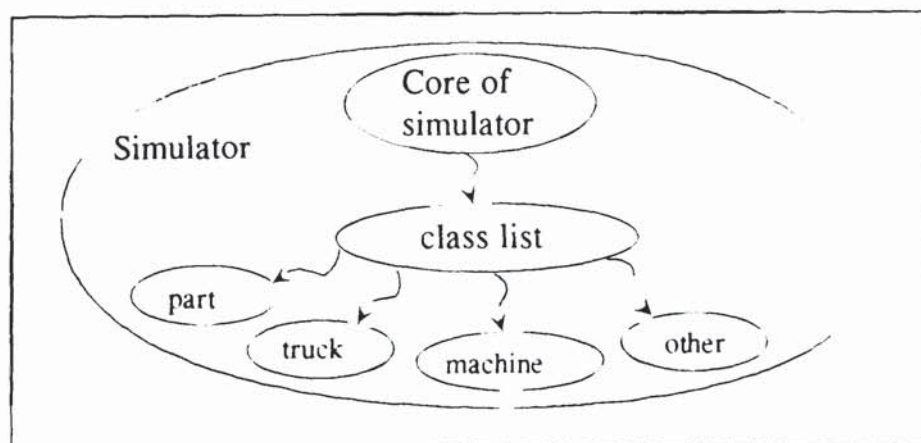 Core of
simulator
Simulator
class list
part
truck
machine
other